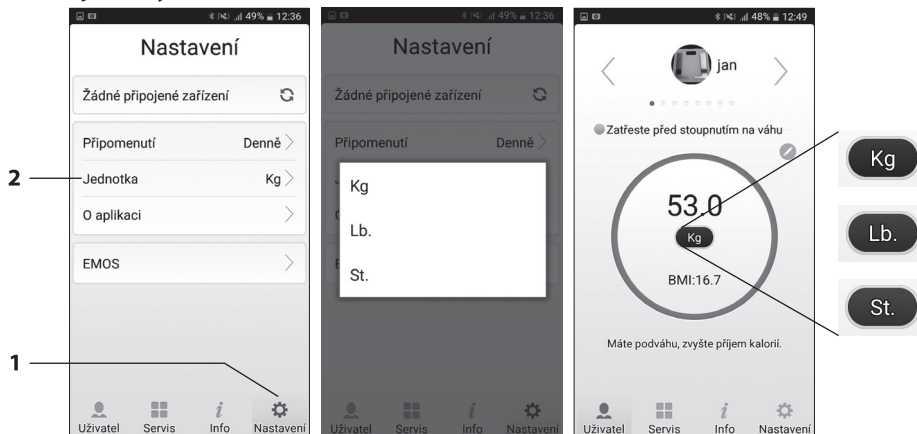 49% 12:36
Nastavení
Žádné připojené zařízení
Připomenutí Denně
2
Jednotka Kg
O aplikaci
EMOS
1
Uživatel Servis Info Nastavení
49% 12:36
Nastavení
Žádné připojené zařízení
Připomenutí Denně
Kg
Lb.
St.
Uživatel Servis Info Nastavení
48% 12:49
jan
Zatřeste před stoupnutím na váhu
53.0
Kg
BMI:16.7
Máte podváhu, zvyšte příjem kalorií.
Uživatel Servis Info Nastavení
Kg
Lb.
St.